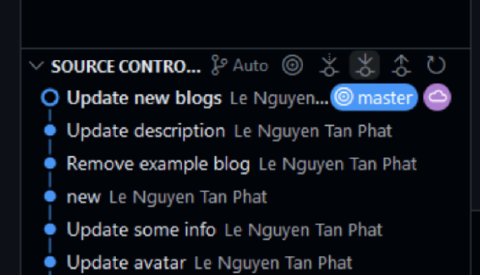 SOURCE CONTRO... Auto
Update new blogs Le Nguyen... master
Update description Le Nguyen Tan Phat
Remove example blog Le Nguyen Tan Phat
new Le Nguyen Tan Phat
Update some info Le Nguyen Tan Phat
Update avatar Le Nguyen Tan Phat